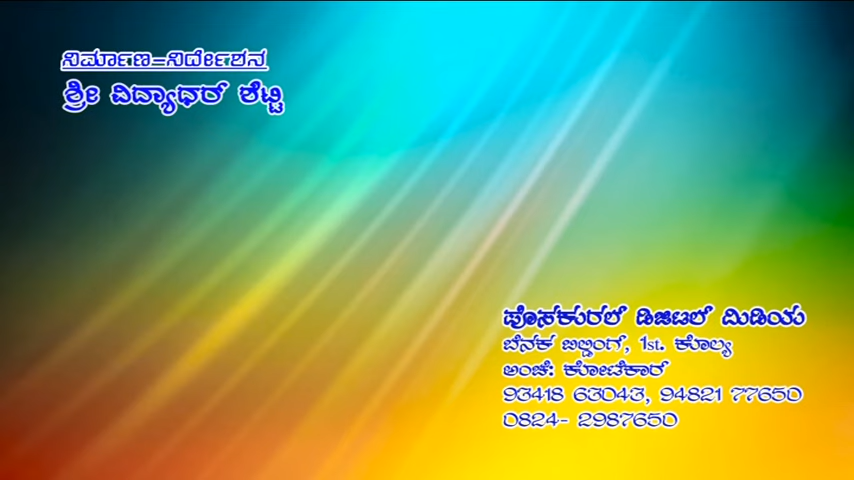 ನಿರ್ಮಾಣ-ನಿರ್ದೇಶನ
ಶ್ರೀ ವಿದ್ಯಾಧರ್ ಶೆಟ್ಟಿ
ಪೊಸಕುರಲ್ ಡಿಜಿಟಲ್ ಮಿಡಿಯ
ಬೆನಕ ಬಿಲ್ಡಿಂಗ್, 1st. ಕೊಲ್ಯ
ಅಂಚೆ: ಕೋಟೆಕಾರ್
93418 63043, 94821 77650
0824- 2987650